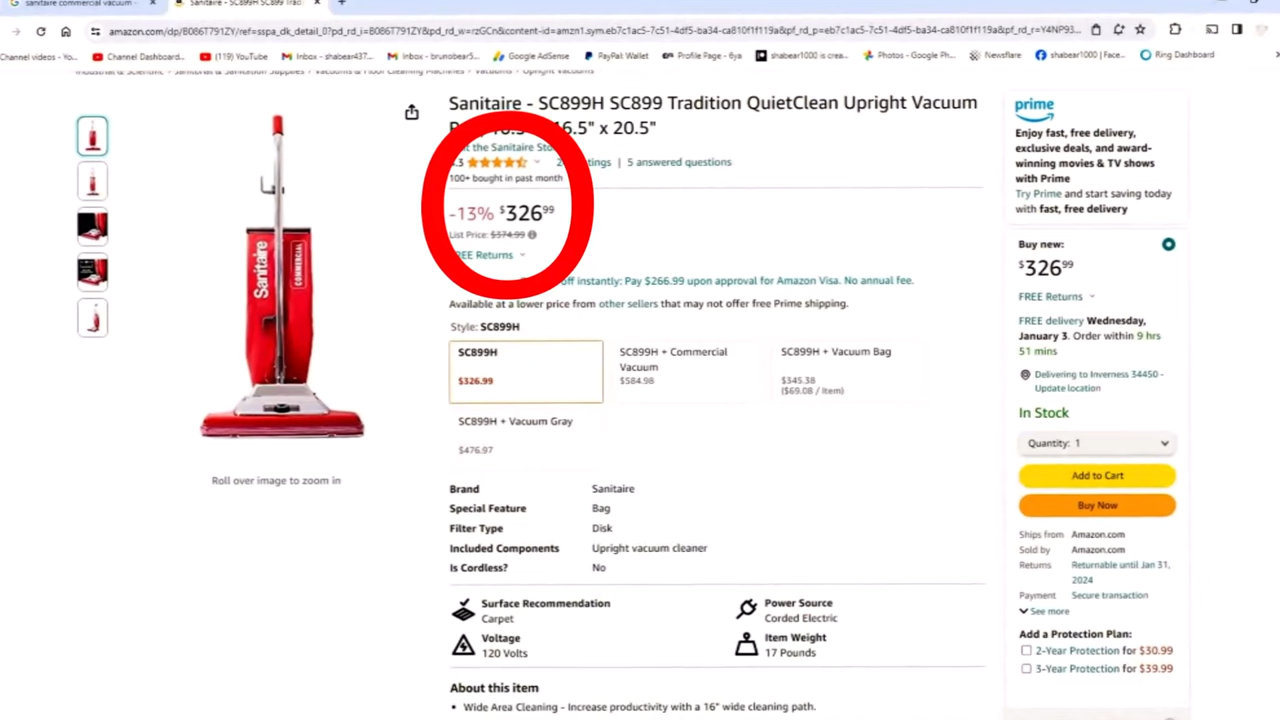 sanitaire commercial vacuum -
Sanitaire - SC899H SC899 Trad
amazon.com/dp/B086T791ZY/ref=sspa_dk_detail_0?pd_rd_i=B086T791ZY&pd_rd_w=rzGCn&content-id=amzn1.sym.eb7c1ac5-7c51-4df5-ba34-ca810f1f119a&pf_rd_p=eb7c1ac5-7c51-4df5-ba34-ca810f1f119a&pf_rd_r=Y4NP93...
Channel videos - Yo... Channel Dashboard... (119) YouTube Inbox - shabear437... Inbox - brunobear5... Google AdSense PayPal Wallet Profile Page - 6ya shabear1000 is crea... Photos - Google Ph... Newsflare shabear1000 | Face... Ring Dashboard
Industrial & Scientific Janitorial & Sanitation Supplies Vacuums & Floor Cleaning Machines Vacuums Upright Vacuums
Sanitaire - SC899H SC899 Tradition QuietClean Upright Vacuum
16.5" x 20.5"
the Sanitaire Sto
.3 ings | 5 answered questions
100+ bought in past month
-13% $326.99
List Price: $374.99
REE Returns
off instantly: Pay $266.99 upon approval for Amazon Visa. No annual fee.
Available at a lower price from other sellers that may not offer free Prime shipping.
Style: SC899H
SC899H
$326.99
SC899H + Commercial
Vacuum
$584.98
SC899H + Vacuum Bag
$345.38
($69.08 / Item)
SC899H + Vacuum Gray
$476.97
Brand Sanitaire
Special Feature Bag
Filter Type Disk
Included Components Upright vacuum cleaner
Is Cordless? No
Surface Recommendation
Carpet
Power Source
Corded Electric
Voltage
120 Volts
Item Weight
17 Pounds
About this item
• Wide Area Cleaning - Increase productivity with a 16" wide cleaning path.
Sanitaire
COMMERCIAL
Roll over image to zoom in
prime
Enjoy fast, free delivery,
exclusive deals, and award-
winning movies & TV shows
with Prime
Try Prime and start saving today
with fast, free delivery
Buy new:
$326.99
FREE Returns
FREE delivery Wednesday,
January 3. Order within 9 hrs
51 mins
Delivering to Inverness 34450 -
Update location
In Stock
Quantity: 1
Add to Cart
Buy Now
Ships from Amazon.com
Sold by Amazon.com
Returns Returnable until Jan 31,
2024
Payment Secure transaction
See more
Add a Protection Plan:
2-Year Protection for $30.99
3-Year Protection for $39.99